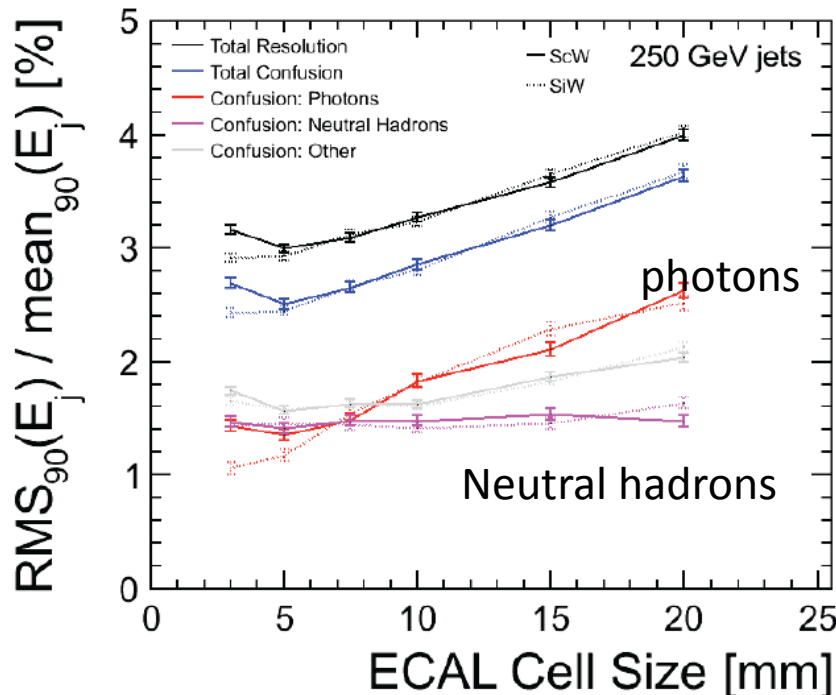 RMS90(Ej) / mean90(Ej) [%]
5
4
3
2
1
0
Total Resolution
Total Confusion
Confusion: Photons
Confusion: Neutral Hadrons
Confusion: Other
ScW
SiW
250 GeV jets
photons
Neutral hadrons
0 5 10 15 20 25
ECAL Cell Size [mm]